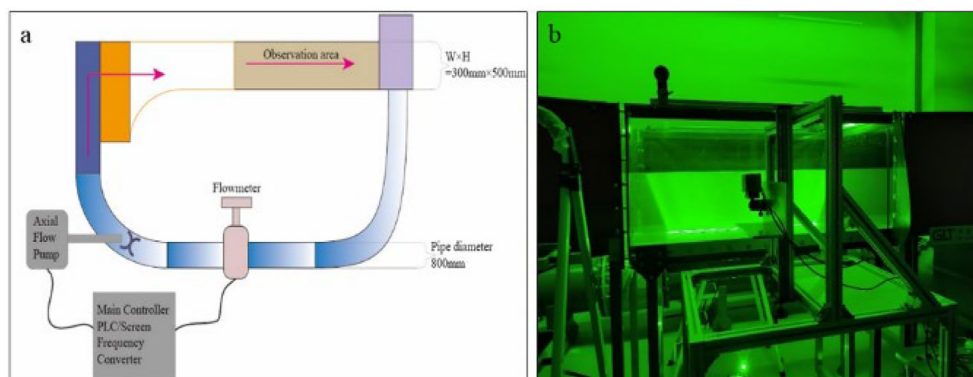 a
Observation area
W×H
=300mm×500mm
Flowmeter
Axial
Flow
Pump
Pipe diameter
800mm
Main Controller
PLC/Screen
Frequency
Converter
b